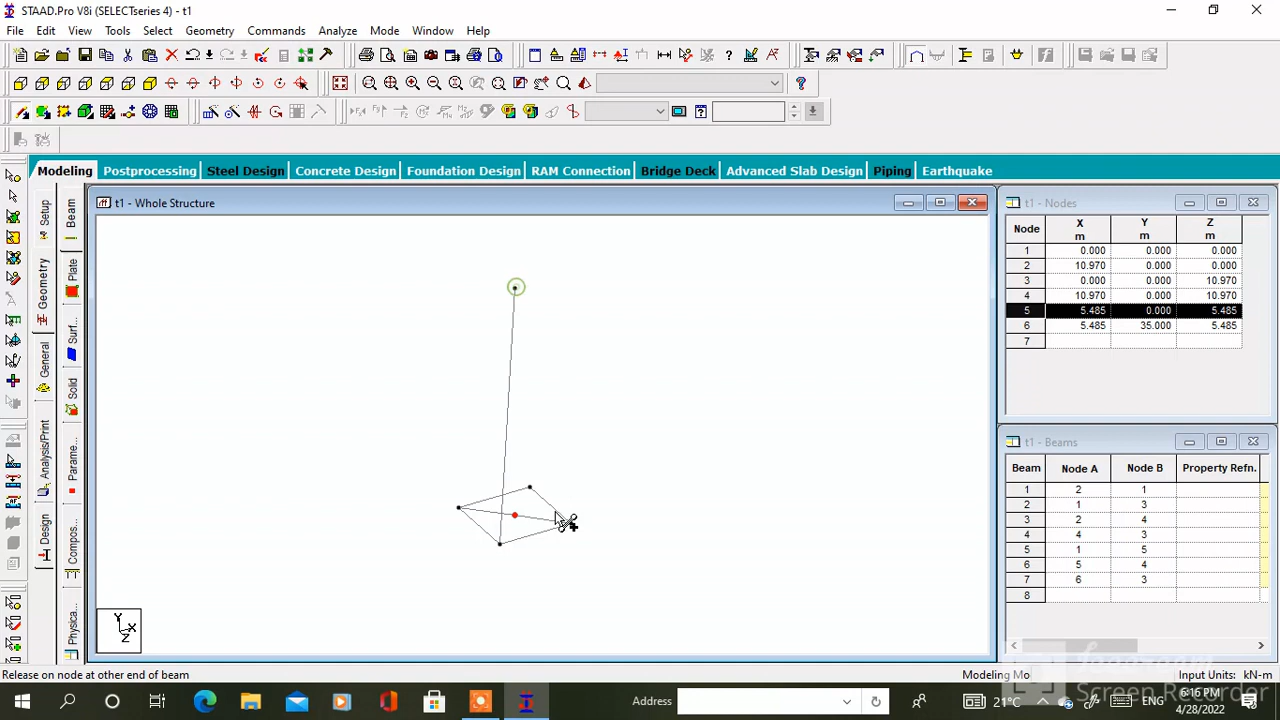 STAAD.Pro V8i (SELECTseries 4) - t1
File Edit View Tools Select Geometry Commands Analyze Mode Window Help
Modeling Postprocessing Steel Design Concrete Design Foundation Design RAM Connection Bridge Deck Advanced Slab Design Piping Earthquake
Setup
Geometry
General
Analysis/Print
Design
Beam
Plate
Surf...
Solid
Parame...
Compos...
Physica...
t1 - Whole Structure
Y
X
Z
t1 - Nodes
Node X m Y m Z m
1 0.000 0.000 0.000
2 10.970 0.000 0.000
3 0.000 0.000 10.970
4 10.970 0.000 10.970
5 5.485 0.000 5.485
6 5.485 35.000 5.485
7
t1 - Beams
Beam Node A Node B Property Refn.
1 2 1
2 1 3
3 2 4
4 4 3
5 1 5
6 5 4
7 6 3
8
Release on node at other end of beam
Modeling Mo
Input Units: kN-m
Screen Recorder
Address
21°C
ENG
6:16 PM
4/28/2022